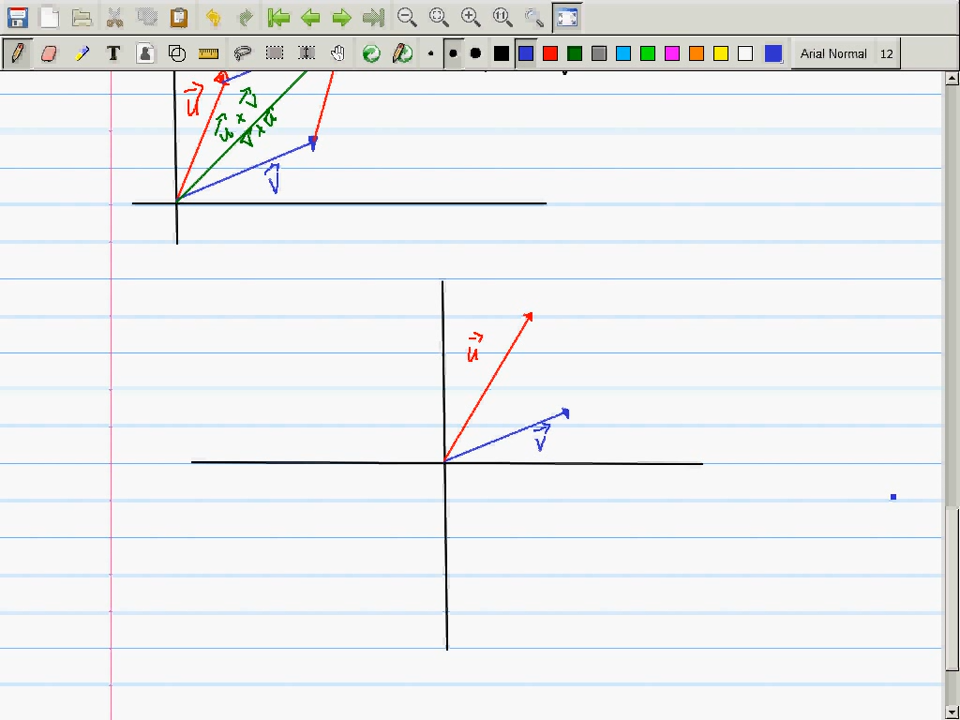 Arial Normal 12
T
u⃗
u⃗ + v⃗
v⃗ + u⃗
v⃗
u⃗
v⃗